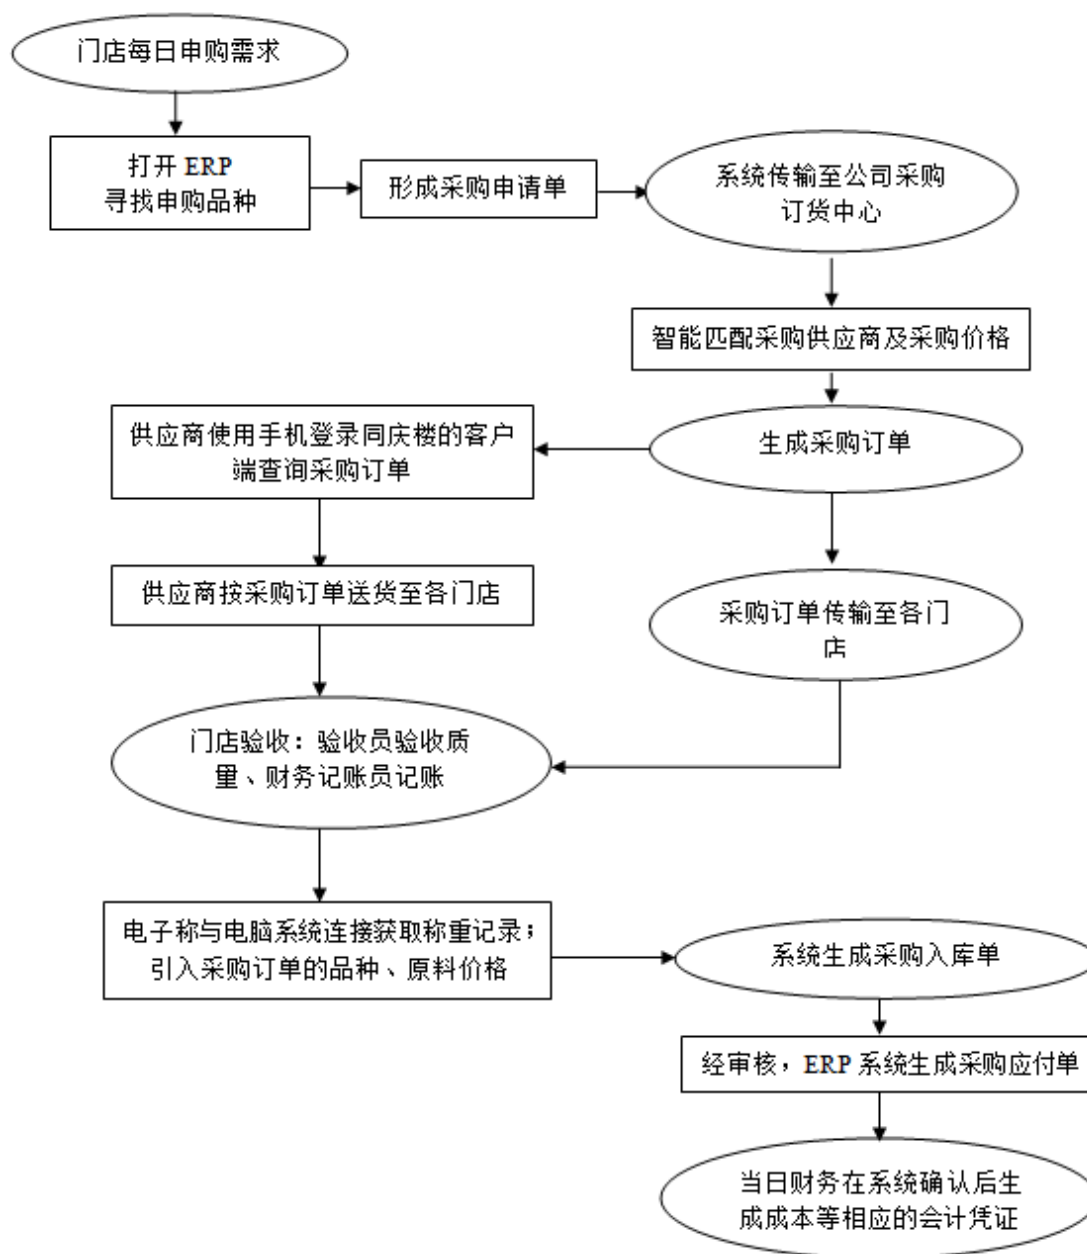 门店每日申购需求
打开 ERP
寻找申购品种
形成采购申请单
系统传输至公司采购
订货中心
智能匹配采购供应商及采购价格
生成采购订单
供应商使用手机登录同庆楼的客户
端查询采购订单
供应商按采购订单送货至各门店
采购订单传输至各门
店
门店验收：验收员验收质
量、财务记账员记账
电子称与电脑系统连接获取称重记录；
引入采购订单的品种、原料价格
系统生成采购入库单
经审核，ERP 系统生成采购应付单
当日财务在系统确认后生
成成本等相应的会计凭证